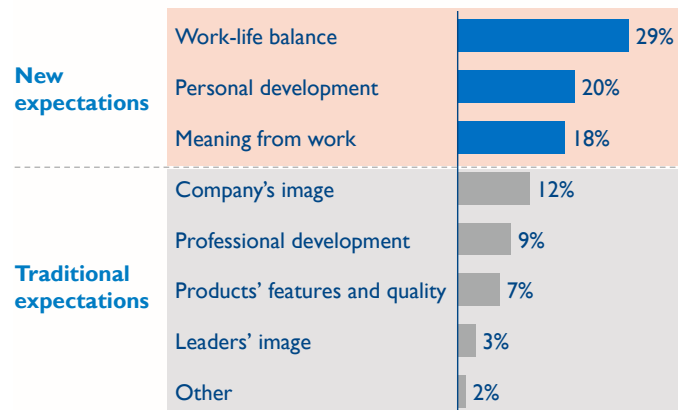 New
expectations
Work-life balance 29%
Personal development 20%
Meaning from work 18%
Traditional
expectations
Company’s image 12%
Professional development 9%
Products’ features and quality 7%
Leaders’ image 3%
Other 2%